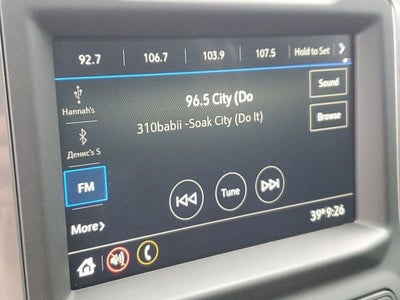 92.7 106.7 103.9 107.5 Hold to Set
Hannah's
96.5 City (Do
Sound
310babii -Soak City (Do It)
Browse
Денис's 5
FM
Tune
More
39° 9:26